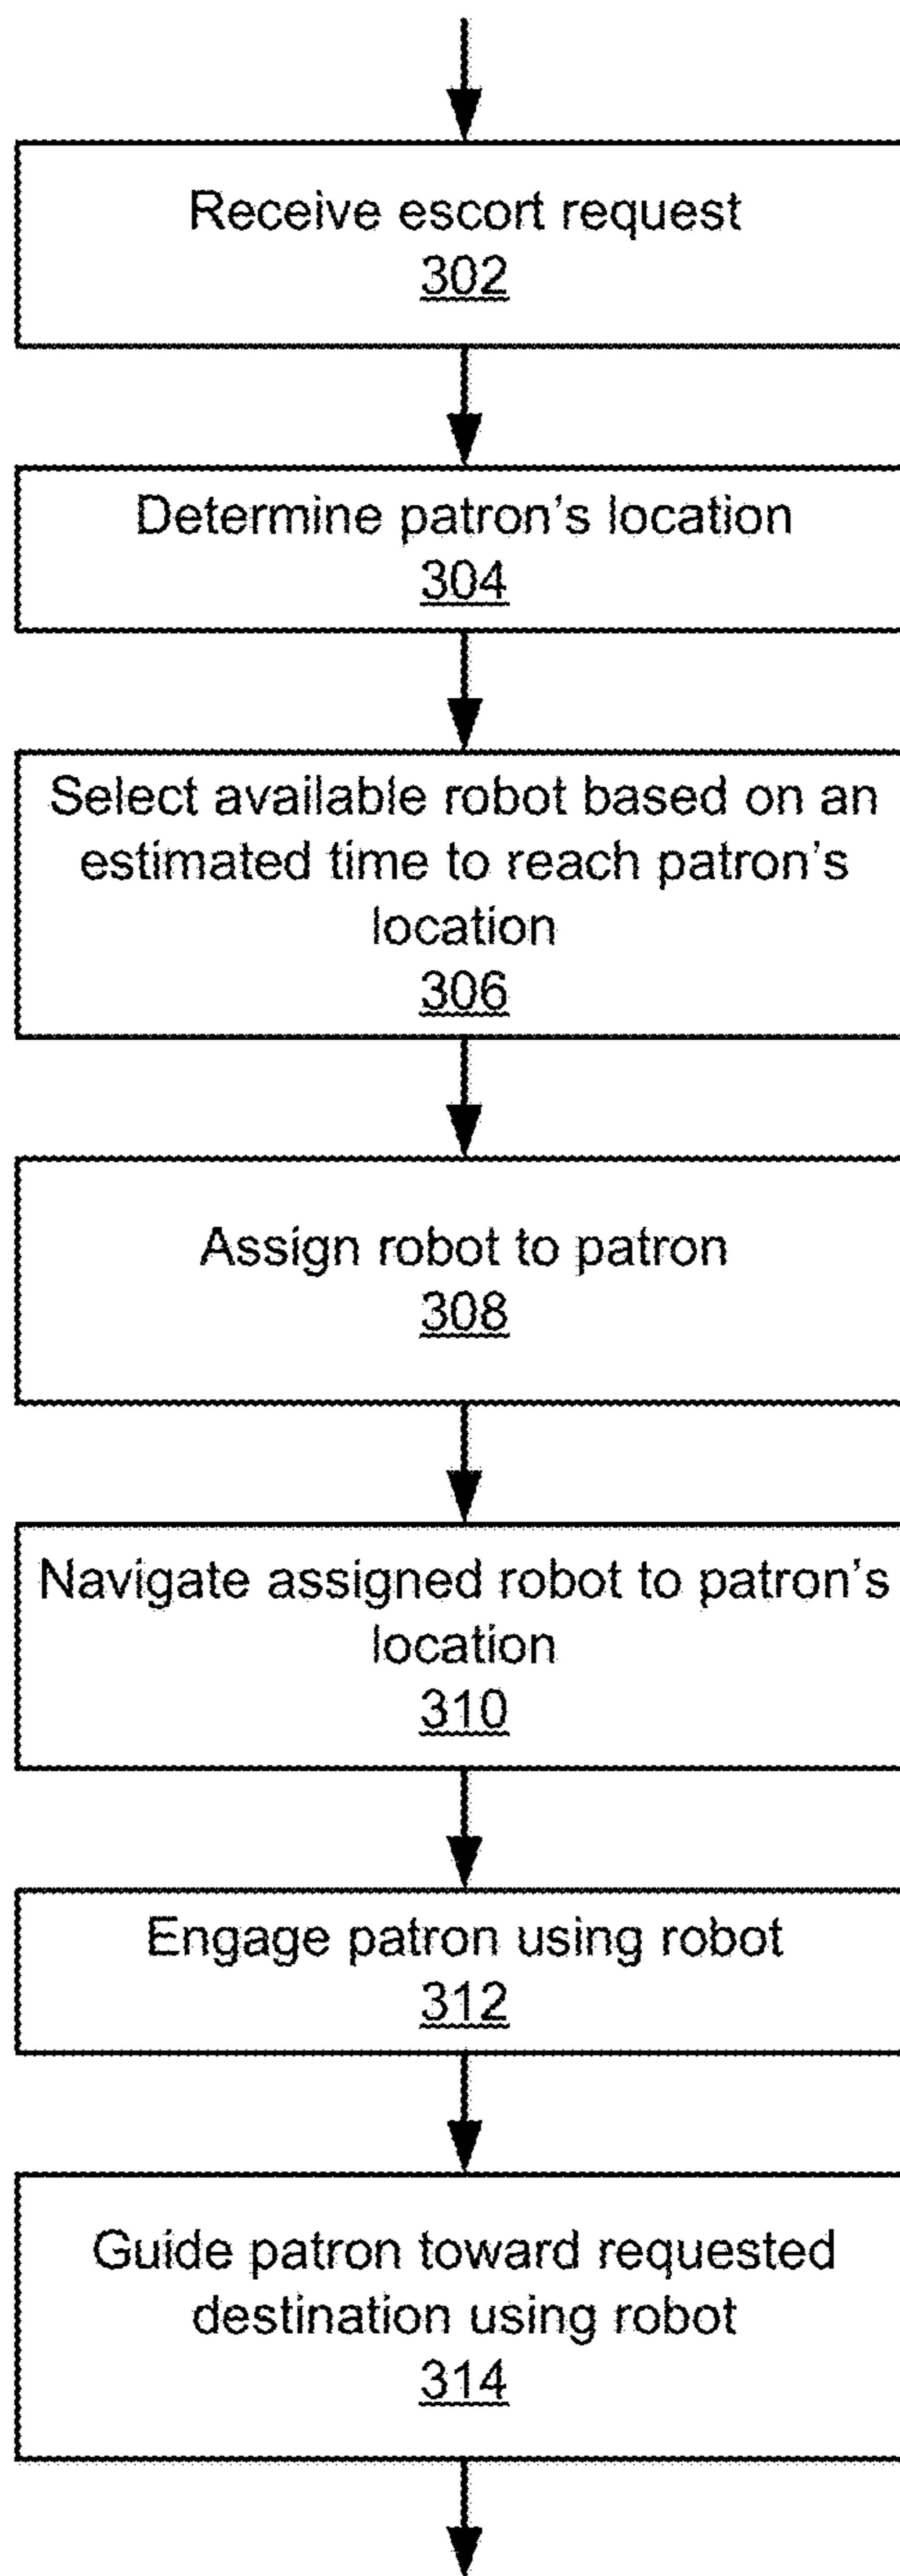 Receive escort request
302
Determine patron's location
304
Select available robot based on an
estimated time to reach patron's
location
306
Assign robot to patron
308
Navigate assigned robot to patron's
location
310
Engage patron using robot
312
Guide patron toward requested
destination using robot
314